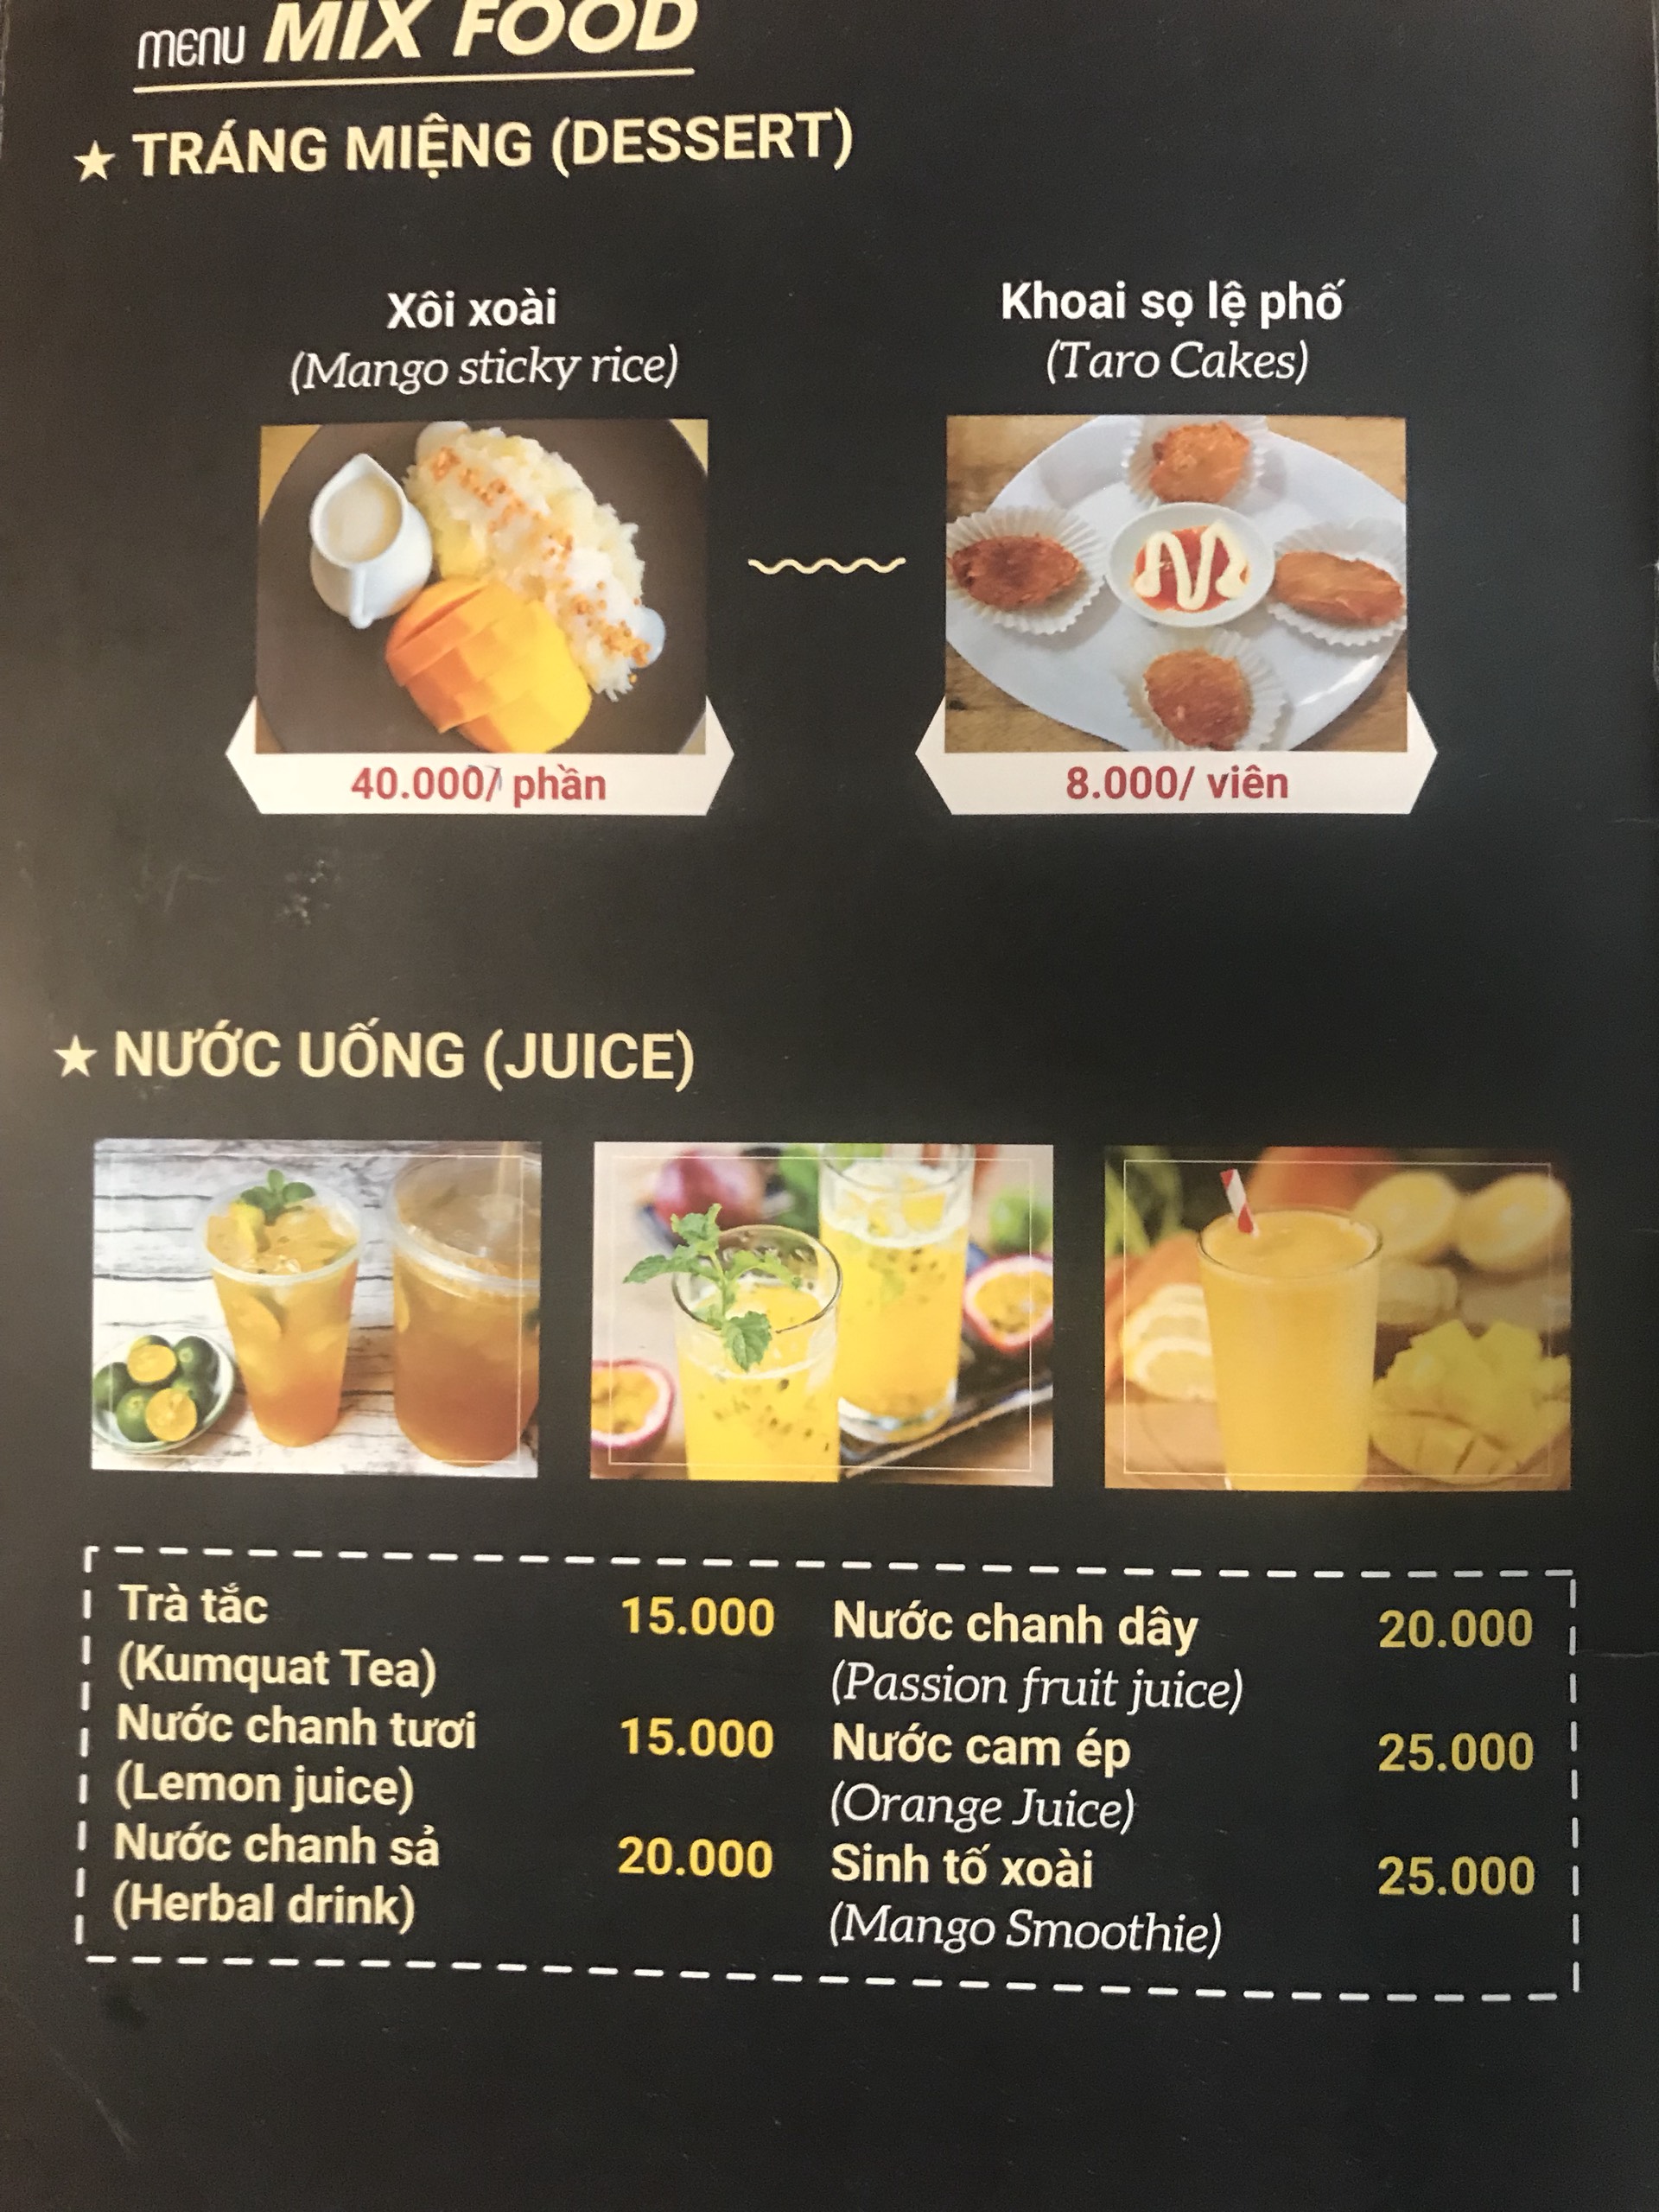 menu MIX FOOD
★ TRÁNG MIỆNG (DESSERT)
Xôi xoài
(Mango sticky rice)
40.000/ phần
Khoai sọ lệ phố
(Taro Cakes)
8.000/ viên
★ NƯỚC UỐNG (JUICE)
Trà tắc 15.000
(Kumquat Tea)
Nước chanh tươi 15.000
(Lemon juice)
Nước chanh sả 20.000
(Herbal drink)
Nước chanh dây 20.000
(Passion fruit juice)
Nước cam ép 25.000
(Orange Juice)
Sinh tố xoài 25.000
(Mango Smoothie)